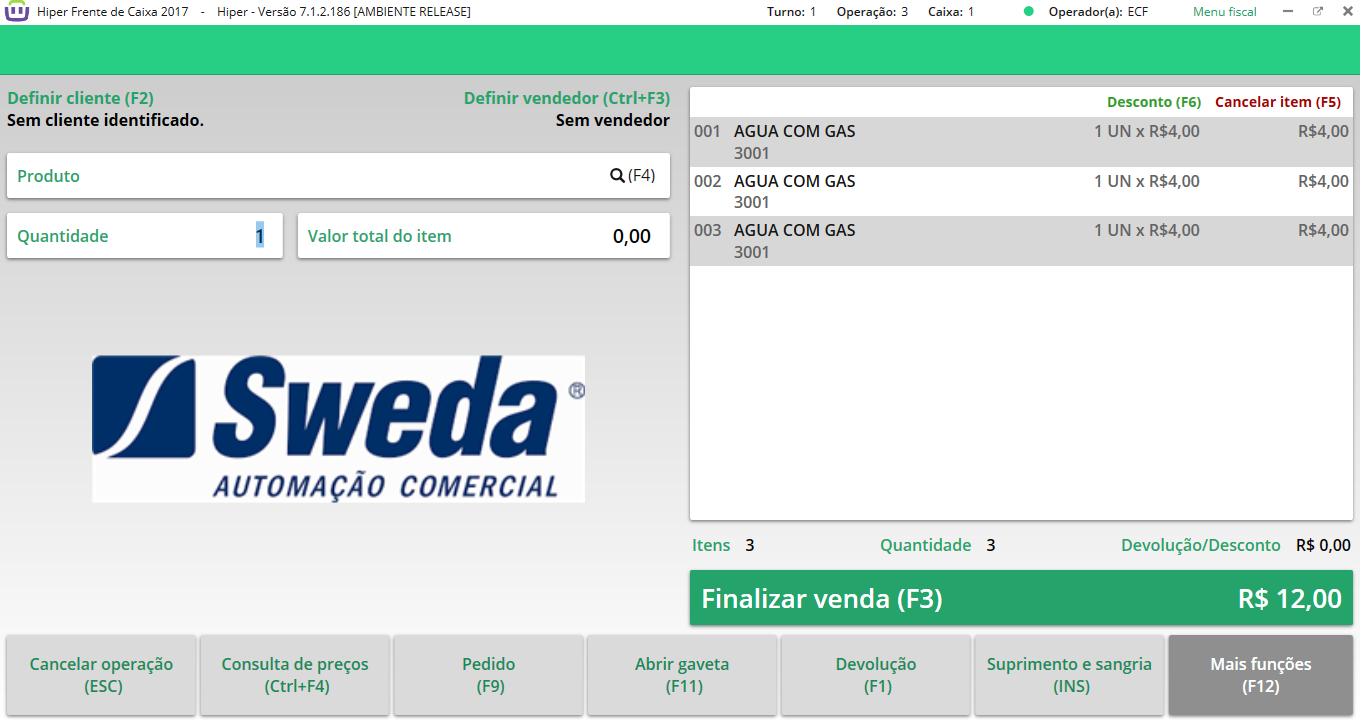 Hiper Frente de Caixa 2017 - Hiper - Versão 7.1.2.186 [AMBIENTE RELEASE] Turno: 1 Operação: 3 Caixa: 1 Operador(a): ECF Menu fiscal
Definir cliente (F2) Definir vendedor (Ctrl+F3)
Sem cliente identificado. Sem vendedor
Produto (F4)
Quantidade 1 Valor total do item 0,00
Sweda®
AUTOMAÇÃO COMERCIAL
Desconto (F6) Cancelar item (F5)
001 AGUA COM GAS 1 UN x R$4,00 R$4,00
3001
002 AGUA COM GAS 1 UN x R$4,00 R$4,00
3001
003 AGUA COM GAS 1 UN x R$4,00 R$4,00
3001
Itens 3 Quantidade 3 Devolução/Desconto R$ 0,00
Finalizar venda (F3) R$ 12,00
Cancelar operação
(ESC)
Consulta de preços
(Ctrl+F4)
Pedido
(F9)
Abrir gaveta
(F11)
Devolução
(F1)
Suprimento e sangria
(INS)
Mais funções
(F12)